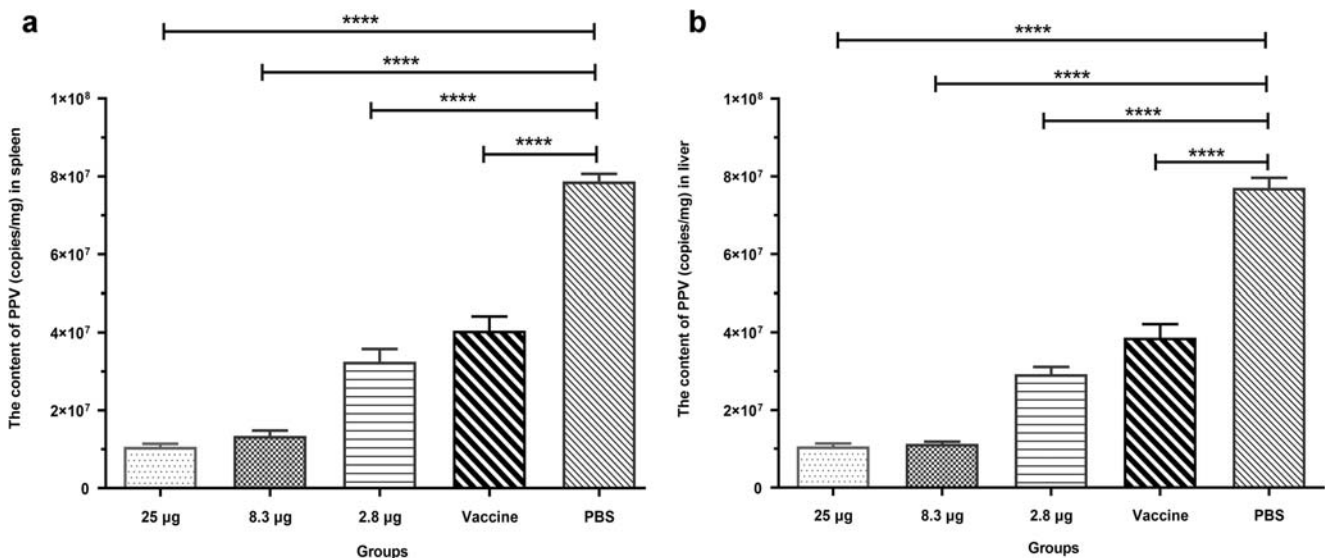 a
****
****
****
****
The content of PPV (copies/mg) in spleen
1×10⁸
8×10⁷
6×10⁷
4×10⁷
2×10⁷
0
25 μg 8.3 μg 2.8 μg Vaccine PBS
Groups
b
****
****
****
****
The content of PPV (copies/mg) in liver
1×10⁸
8×10⁷
6×10⁷
4×10⁷
2×10⁷
0
25 μg 8.3 μg 2.8 μg Vaccine PBS
Groups